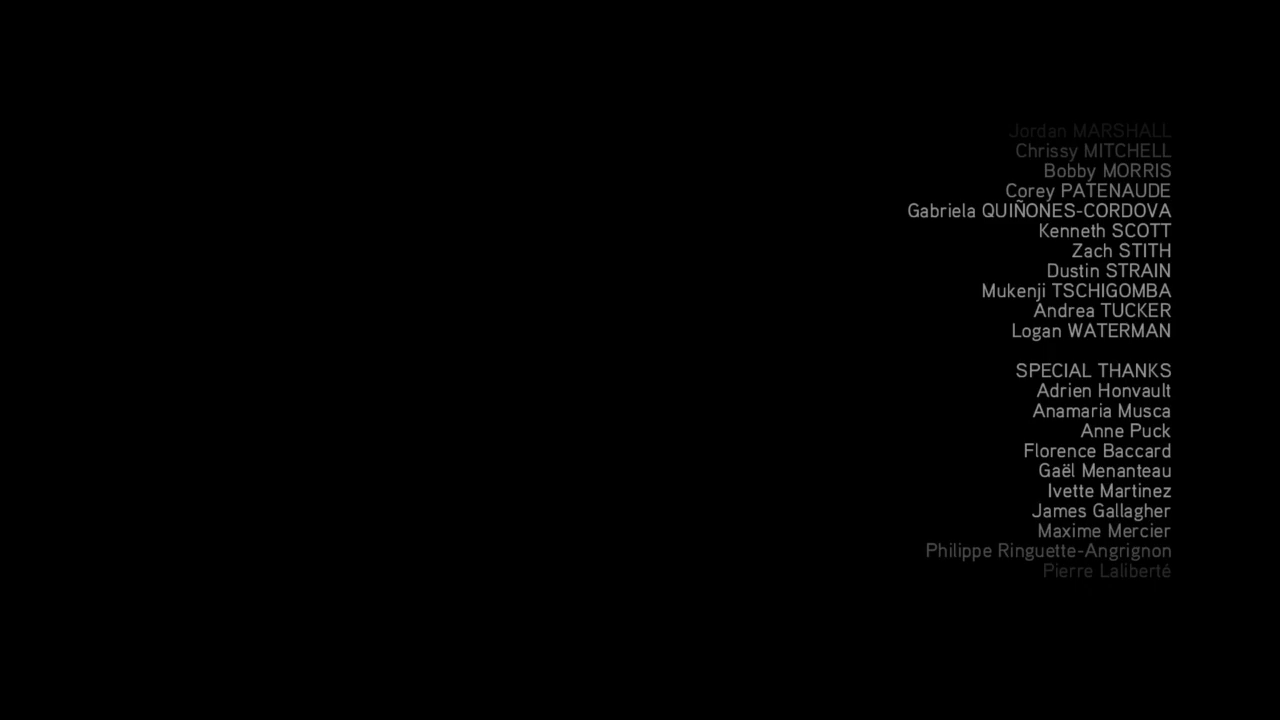 Jordan MARSHALL
Chrissy MITCHELL
Bobby MORRIS
Corey PATENAUDE
Gabriela QUIÑONES-CORDOVA
Kenneth SCOTT
Zach STITH
Dustin STRAIN
Mukenji TSCHIGOMBA
Andrea TUCKER
Logan WATERMAN
SPECIAL THANKS
Adrien Honvault
Anamaria Musca
Anne Puck
Florence Baccard
Gaël Menanteau
Ivette Martinez
James Gallagher
Maxime Mercier
Philippe Ringuette-Angrignon
Pierre Laliberté